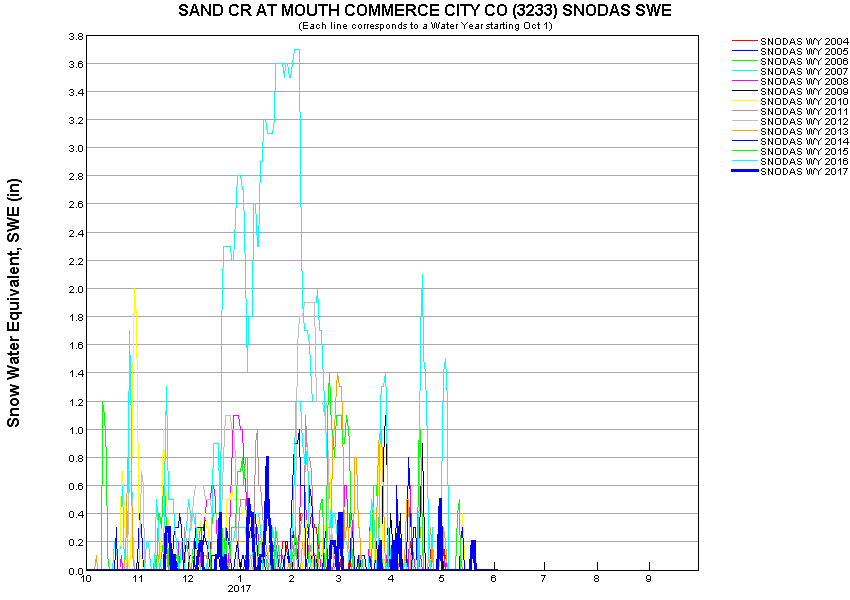 SAND CR AT MOUTH COMMERCE CITY CO (3233) SNODAS SWE
(Each line corresponds to a Water Year starting Oct 1)
Snow Water Equivalent, SWE (in)
3.8
3.6
3.4
3.2
3.0
2.8
2.6
2.4
2.2
2.0
1.8
1.6
1.4
1.2
1.0
0.8
0.6
0.4
0.2
0.0
10 11 12 1 2 3 4 5 6 7 8 9
2017
SNODAS WY 2004
SNODAS WY 2005
SNODAS WY 2006
SNODAS WY 2007
SNODAS WY 2008
SNODAS WY 2009
SNODAS WY 2010
SNODAS WY 2011
SNODAS WY 2012
SNODAS WY 2013
SNODAS WY 2014
SNODAS WY 2015
SNODAS WY 2016
SNODAS WY 2017